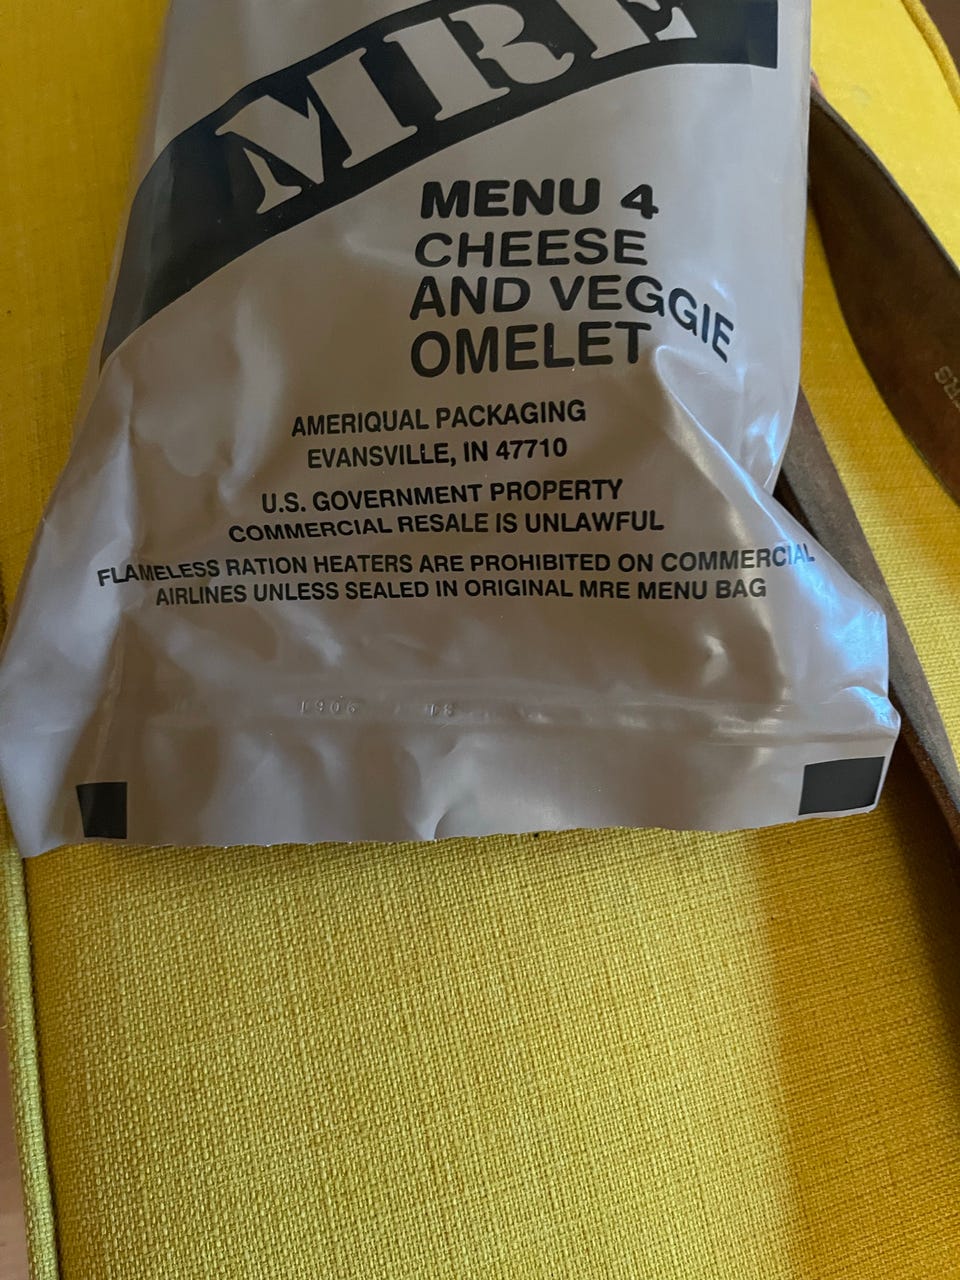 MRE
MENU 4
CHEESE
AND VEGGIE
OMELET
AMERIQUAL PACKAGING
EVANSVILLE, IN 47710
U.S. GOVERNMENT PROPERTY
COMMERCIAL RESALE IS UNLAWFUL
FLAMELESS RATION HEATERS ARE PROHIBITED ON COMMERCIAL
AIRLINES UNLESS SEALED IN ORIGINAL MRE MENU BAG